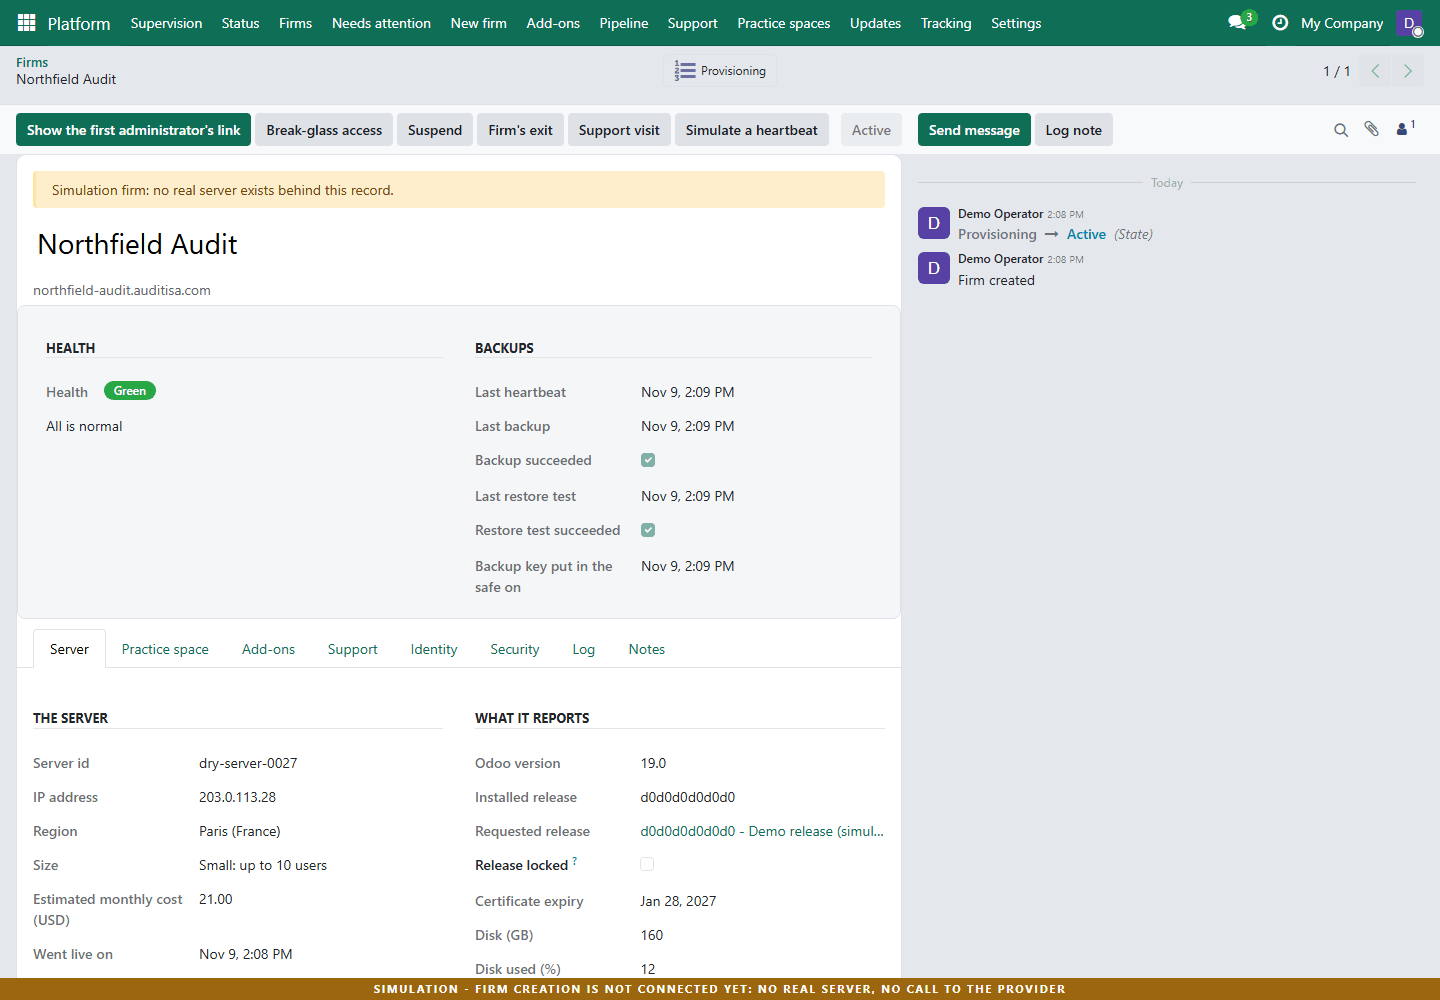 Platform
Supervision
Status
Firms
Needs attention
New firm
Add-ons
Pipeline
Support
Practice spaces
Updates
Tracking
Settings
3
My Company
D
Firms
Northfield Audit
Provisioning
1 / 1
Show the first administrator's link
Break-glass access
Suspend
Firm's exit
Support visit
Simulate a heartbeat
Active
Send message
Log note
1
Simulation firm: no real server exists behind this record.
Northfield Audit
northfield-audit.auditisa.com
HEALTH
Health Green
All is normal
BACKUPS
Last heartbeat Nov 9, 2:09 PM
Last backup Nov 9, 2:09 PM
Backup succeeded
Last restore test Nov 9, 2:09 PM
Restore test succeeded
Backup key put in the safe on Nov 9, 2:09 PM
Server
Practice space
Add-ons
Support
Identity
Security
Log
Notes
THE SERVER
Server id dry-server-0027
IP address 203.0.113.28
Region Paris (France)
Size Small: up to 10 users
Estimated monthly cost (USD) 21.00
Went live on Nov 9, 2:08 PM
WHAT IT REPORTS
Odoo version 19.0
Installed release d0d0d0d0d0d0
Requested release d0d0d0d0d0d0 - Demo release (simul...
Release locked ?
Certificate expiry Jan 28, 2027
Disk (GB) 160
Disk used (%) 12
Today
D
Demo Operator 2:08 PM
Provisioning → Active (State)
D
Demo Operator 2:08 PM
Firm created
SIMULATION - FIRM CREATION IS NOT CONNECTED YET: NO REAL SERVER, NO CALL TO THE PROVIDER